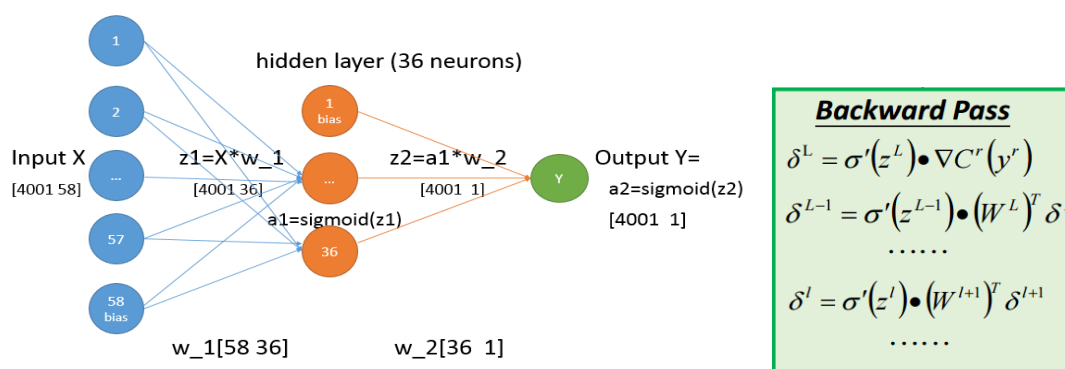 1
hidden layer (36 neurons)
2
1
bias
Input X
[4001 58]
...
z1=X*w_1
[4001 36]
...
z2=a1*w_2
[4001 1]
Y
Output Y=
a2=sigmoid(z2)
[4001 1]
a1=sigmoid(z1)
57
36
58
bias
w_1[58 36]
w_2[36 1]
Backward Pass
δ^L = σ'(z^L) • ∇C^r(y^r)
δ^{L-1} = σ'(z^{L-1}) • (W^L)^T δ
......
δ^l = σ'(z^l) • (W^{l+1})^T δ^{l+1}
......